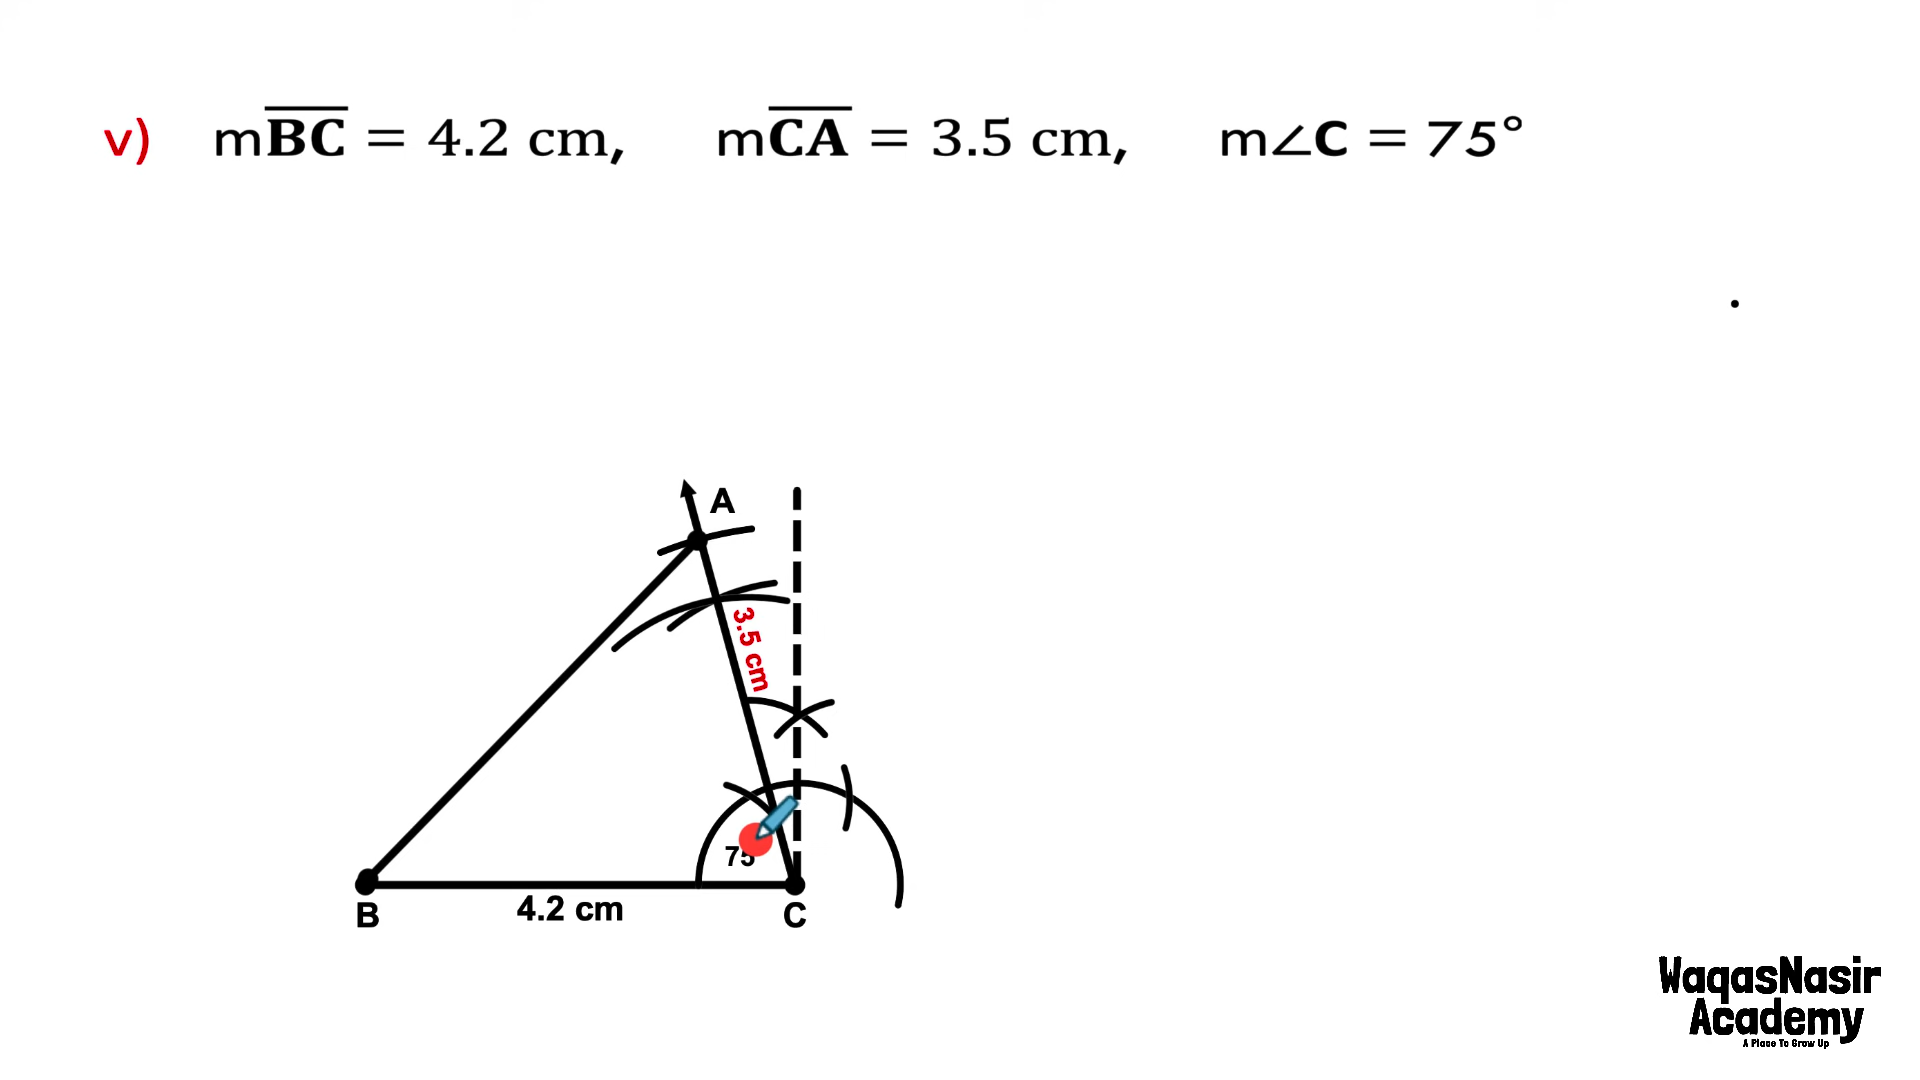 v) mBC = 4.2 cm, mCA = 3.5 cm, m∠C = 75°
A
3.5 cm
75
B 4.2 cm C
WaqasNasir
Academy
A Place To Grow Up